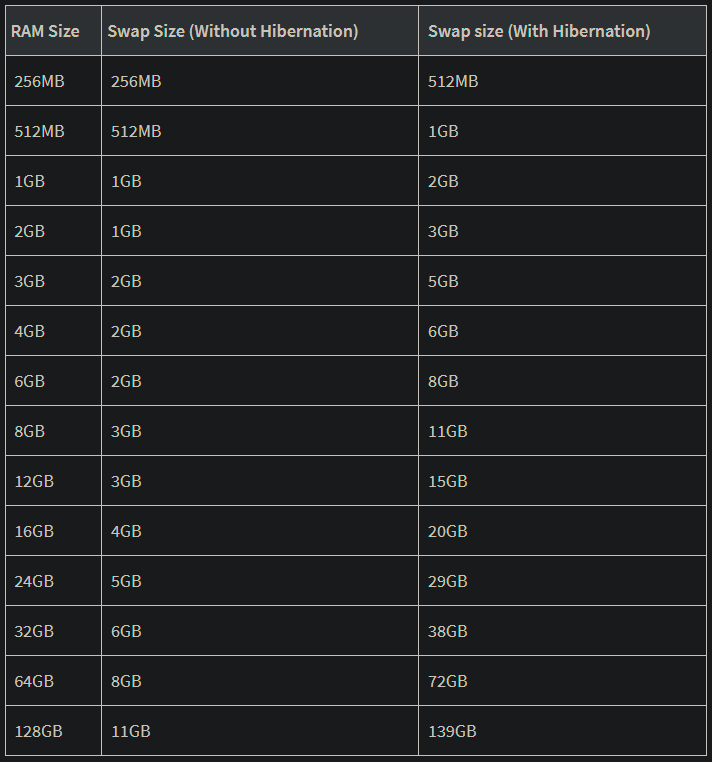 RAM Size Swap Size (Without Hibernation) Swap size (With Hibernation)
256MB 256MB 512MB
512MB 512MB 1GB
1GB 1GB 2GB
2GB 1GB 3GB
3GB 2GB 5GB
4GB 2GB 6GB
6GB 2GB 8GB
8GB 3GB 11GB
12GB 3GB 15GB
16GB 4GB 20GB
24GB 5GB 29GB
32GB 6GB 38GB
64GB 8GB 72GB
128GB 11GB 139GB